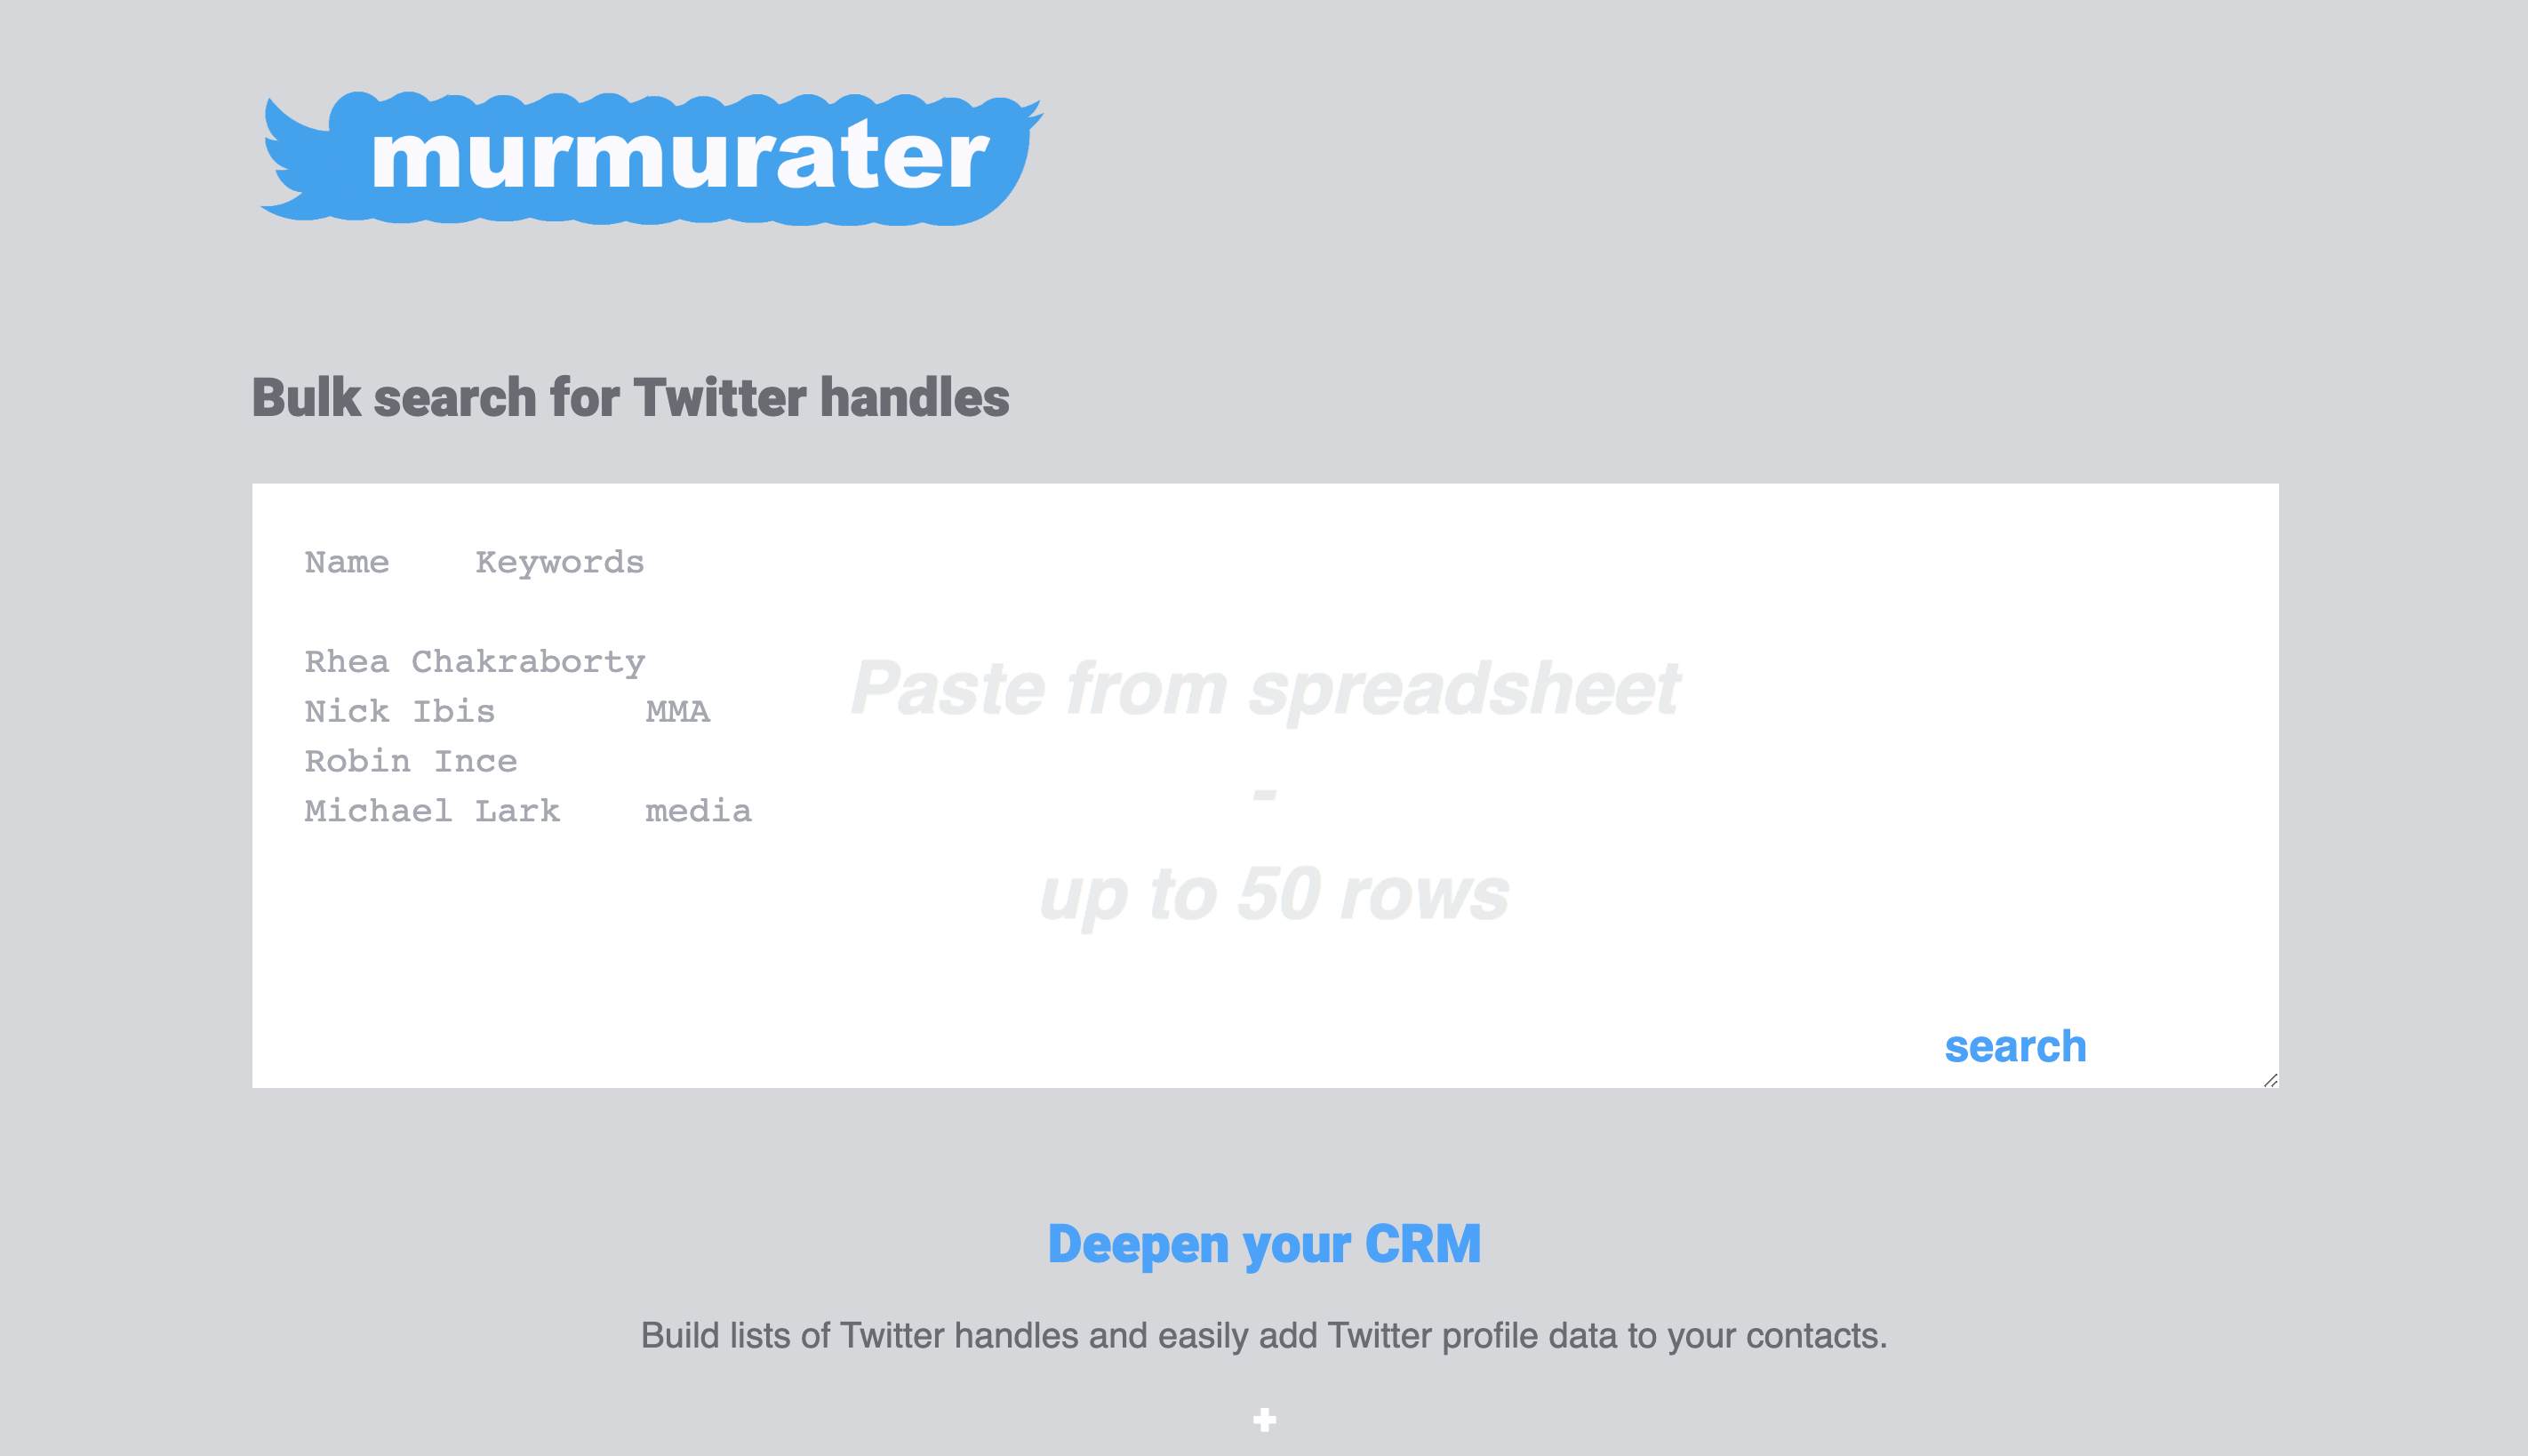 murmurater
Bulk search for Twitter handles
Name    Keywords
Rhea Chakraborty
Nick Ibis       MMA
Robin Ince
Michael Lark    media
Paste from spreadsheet
-
up to 50 rows
search
Deepen your CRM
Build lists of Twitter handles and easily add Twitter profile data to your contacts.
+